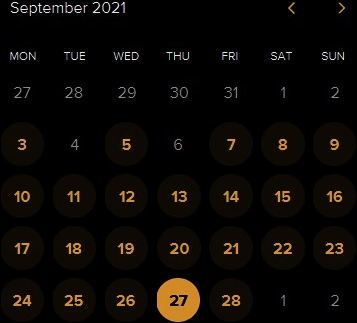 September 2021
MON TUE WED THU FRI SAT SUN
27 28 29 30 31 1 2
3 4 5 6 7 8 9
10 11 12 13 14 15 16
17 18 19 20 21 22 23
24 25 26 27 28 1 2